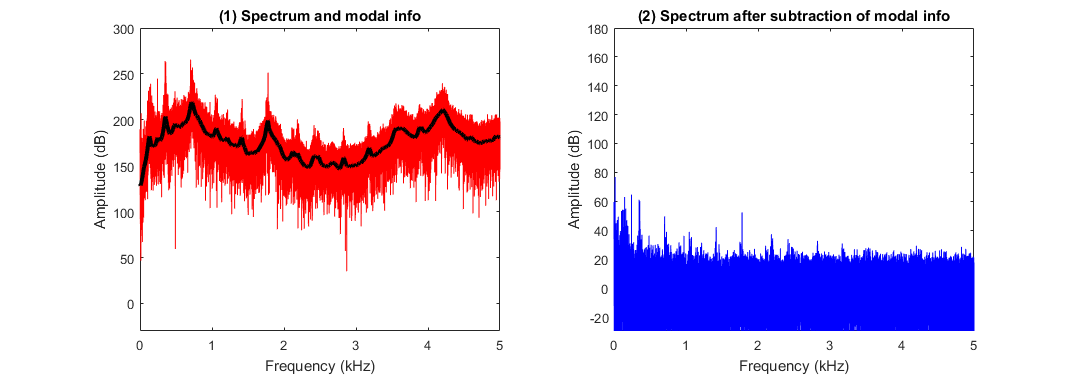 (1) Spectrum and modal info
300
250
200
150
100
50
0
Amplitude (dB)
0 1 2 3 4 5
Frequency (kHz)
(2) Spectrum after subtraction of modal info
180
160
140
120
100
80
60
40
20
0
-20
Amplitude (dB)
0 1 2 3 4 5
Frequency (kHz)